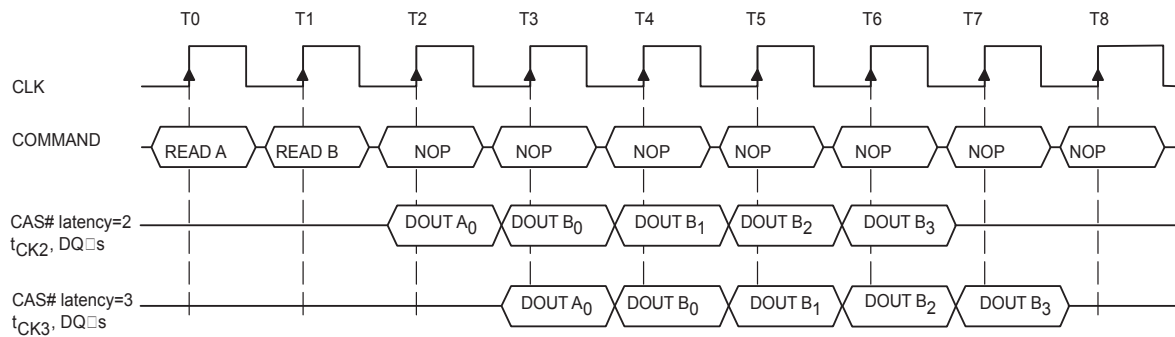 T0 T1 T2 T3 T4 T5 T6 T7 T8
CLK
COMMAND READ A READ B NOP NOP NOP NOP NOP NOP NOP
CAS# latency=2 DOUT A0 DOUT B0 DOUT B1 DOUT B2 DOUT B3
tCK2, DQ□s
CAS# latency=3 DOUT A0 DOUT B0 DOUT B1 DOUT B2 DOUT B3
tCK3, DQ□s